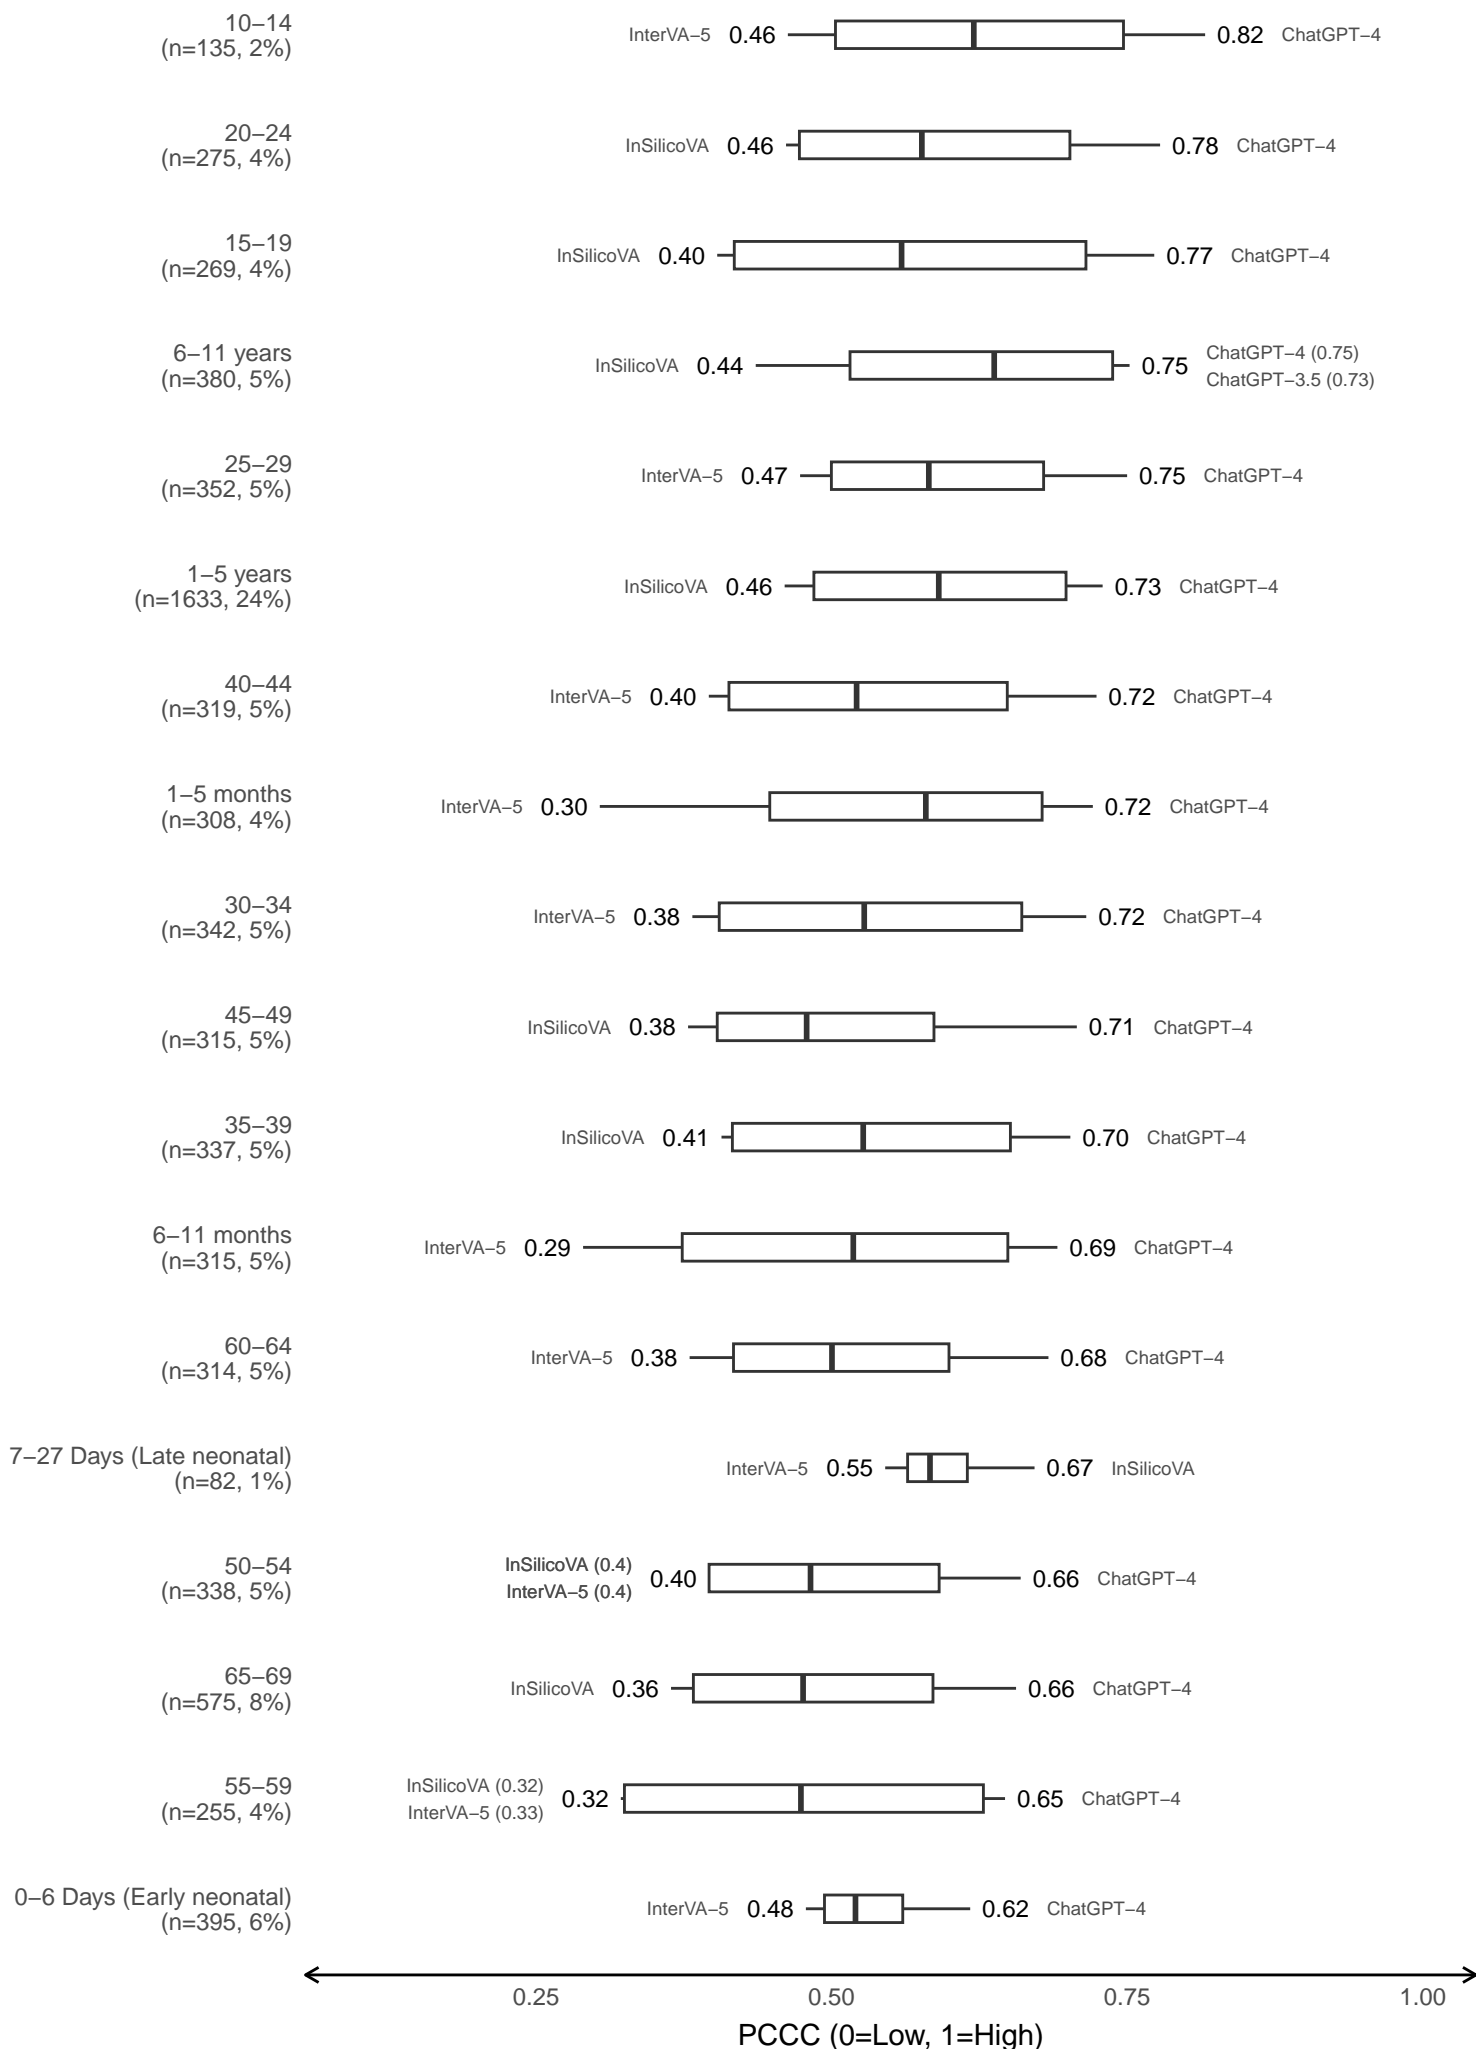 10–14
(n=135, 2%)
InterVA–5 0.46 0.82 ChatGPT–4
20–24
(n=275, 4%)
InSilicoVA 0.46 0.78 ChatGPT–4
15–19
(n=269, 4%)
InSilicoVA 0.40 0.77 ChatGPT–4
6–11 years
(n=380, 5%)
InSilicoVA 0.44 0.75 ChatGPT–4 (0.75)
ChatGPT–3.5 (0.73)
25–29
(n=352, 5%)
InterVA–5 0.47 0.75 ChatGPT–4
1–5 years
(n=1633, 24%)
InSilicoVA 0.46 0.73 ChatGPT–4
40–44
(n=319, 5%)
InterVA–5 0.40 0.72 ChatGPT–4
1–5 months
(n=308, 4%)
InterVA–5 0.30 0.72 ChatGPT–4
30–34
(n=342, 5%)
InterVA–5 0.38 0.72 ChatGPT–4
45–49
(n=315, 5%)
InSilicoVA 0.38 0.71 ChatGPT–4
35–39
(n=337, 5%)
InSilicoVA 0.41 0.70 ChatGPT–4
6–11 months
(n=315, 5%)
InterVA–5 0.29 0.69 ChatGPT–4
60–64
(n=314, 5%)
InterVA–5 0.38 0.68 ChatGPT–4
7–27 Days (Late neonatal)
(n=82, 1%)
InterVA–5 0.55 0.67 InSilicoVA
50–54
(n=338, 5%)
InSilicoVA (0.4)
InterVA–5 (0.4)
0.40 0.66 ChatGPT–4
65–69
(n=575, 8%)
InSilicoVA 0.36 0.66 ChatGPT–4
55–59
(n=255, 4%)
InSilicoVA (0.32)
InterVA–5 (0.33)
0.32 0.65 ChatGPT–4
0–6 Days (Early neonatal)
(n=395, 6%)
InterVA–5 0.48 0.62 ChatGPT–4
0.25 0.50 0.75 1.00
PCCC (0=Low, 1=High)